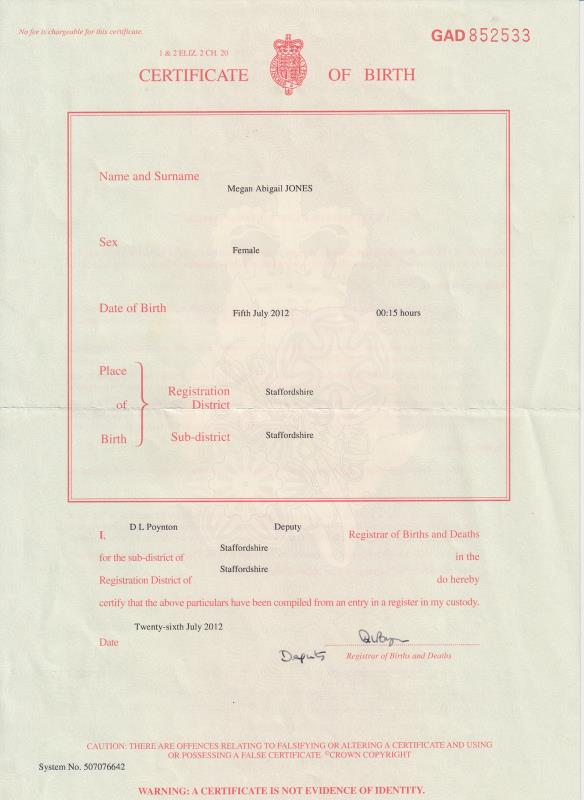 No fee is chargeable for this certificate.
GAD 852533
1 & 2 ELIZ. 2 CH. 20
CERTIFICATE OF BIRTH
Name and Surname
Megan Abigail JONES
Sex
Female
Date of Birth
Fifth July 2012 00:15 hours
Place
of
Birth
Registration
District
Staffordshire
Sub-district
Staffordshire
I, D L Poynton Deputy Registrar of Births and Deaths
for the sub-district of Staffordshire in the
Registration District of Staffordshire do hereby
certify that the above particulars have been compiled from an entry in a register in my custody.
Date Twenty-sixth July 2012
Deputy
Registrar of Births and Deaths
CAUTION: THERE ARE OFFENCES RELATING TO FALSIFYING OR ALTERING A CERTIFICATE AND USING
OR POSSESSING A FALSE CERTIFICATE. ©CROWN COPYRIGHT
System No. 507076642
WARNING: A CERTIFICATE IS NOT EVIDENCE OF IDENTITY.